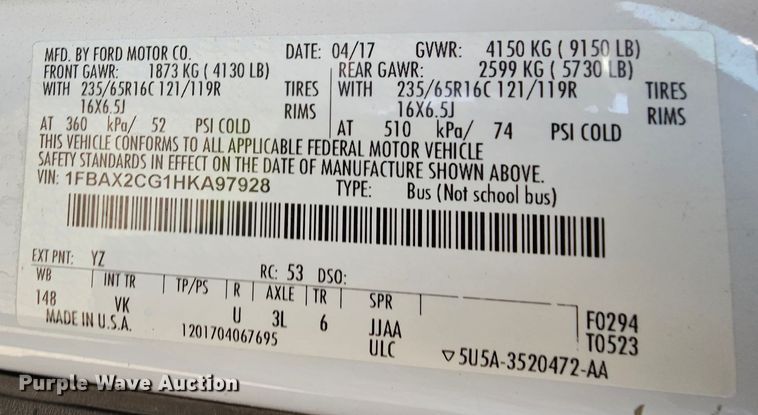 MFD. BY FORD MOTOR CO. DATE: 04/17 GVWR: 4150 KG ( 9150 LB)
FRONT GAWR: 1873 KG ( 4130 LB) REAR GAWR: 2599 KG ( 5730 LB)
WITH 235/65R16C 121/119R TIRES WITH 235/65R16C 121/119R TIRES
16X6.5J RIMS 16X6.5J RIMS
AT 360 kPa/ 52 PSI COLD AT 510 kPa/ 74 PSI COLD
THIS VEHICLE CONFORMS TO ALL APPLICABLE FEDERAL MOTOR VEHICLE
SAFETY STANDARDS IN EFFECT ON THE DATE OF MANUFACTURE SHOWN ABOVE.
VIN: 1FBAX2CG1HKA97928 TYPE: Bus (Not school bus)
EXT PNT: YZ RC: 53 DSO:
WB INT TR TP/PS R AXLE TR SPR
148 VK U 3L 6 JJAA F0294
MADE IN U.S.A. 1201704067695 ULC T0523
▽5U5A-3520472-AA
Purple Wave Auction